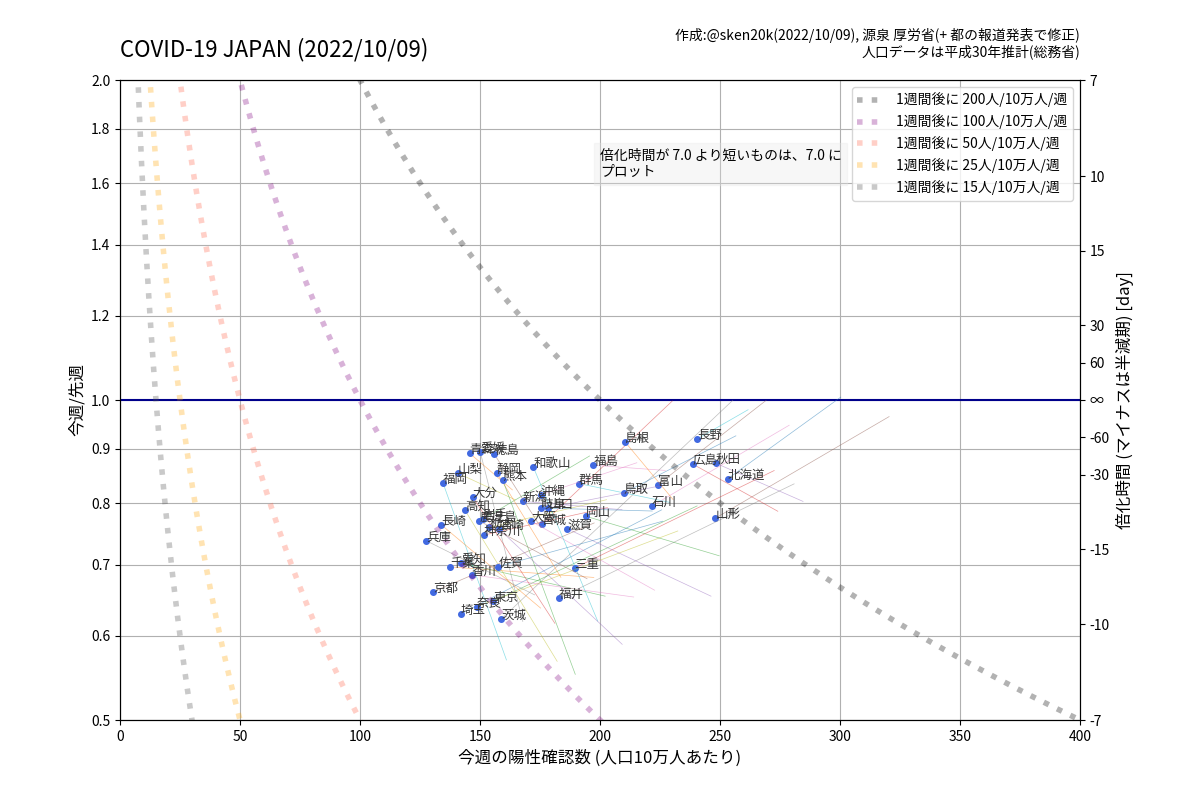 COVID-19 JAPAN (2022/10/09)
作成:@sken20k(2022/10/09), 源泉 厚労省(+ 都の報道発表で修正)
人口データは平成30年推計(総務省)
1週間後に 200人/10万人/週
1週間後に 100人/10万人/週
1週間後に 50人/10万人/週
1週間後に 25人/10万人/週
1週間後に 15人/10万人/週
倍化時間が 7.0 より短いものは、7.0 に
プロット
今週/先週
2.0
1.8
1.6
1.4
1.2
1.0
0.9
0.8
0.7
0.6
0.5
7
10
15
30
60
∞
-60
-30
-15
-10
-7
倍化時間 (マイナスは半減期) [day]
島根
長野
青森
愛媛
徳島
広島
秋田
北海道
福島
和歌山
山梨
静岡
熊本
福岡
群馬
富山
鳥取
大分
沖縄
新潟
石川
高知
岡山
山形
長崎
大阪
宮城
滋賀
神奈川
兵庫
千葉
愛知
香川
佐賀
三重
京都
奈良
東京
福井
埼玉
茨城
0
50
100
150
200
250
300
350
400
今週の陽性確認数 (人口10万人あたり)